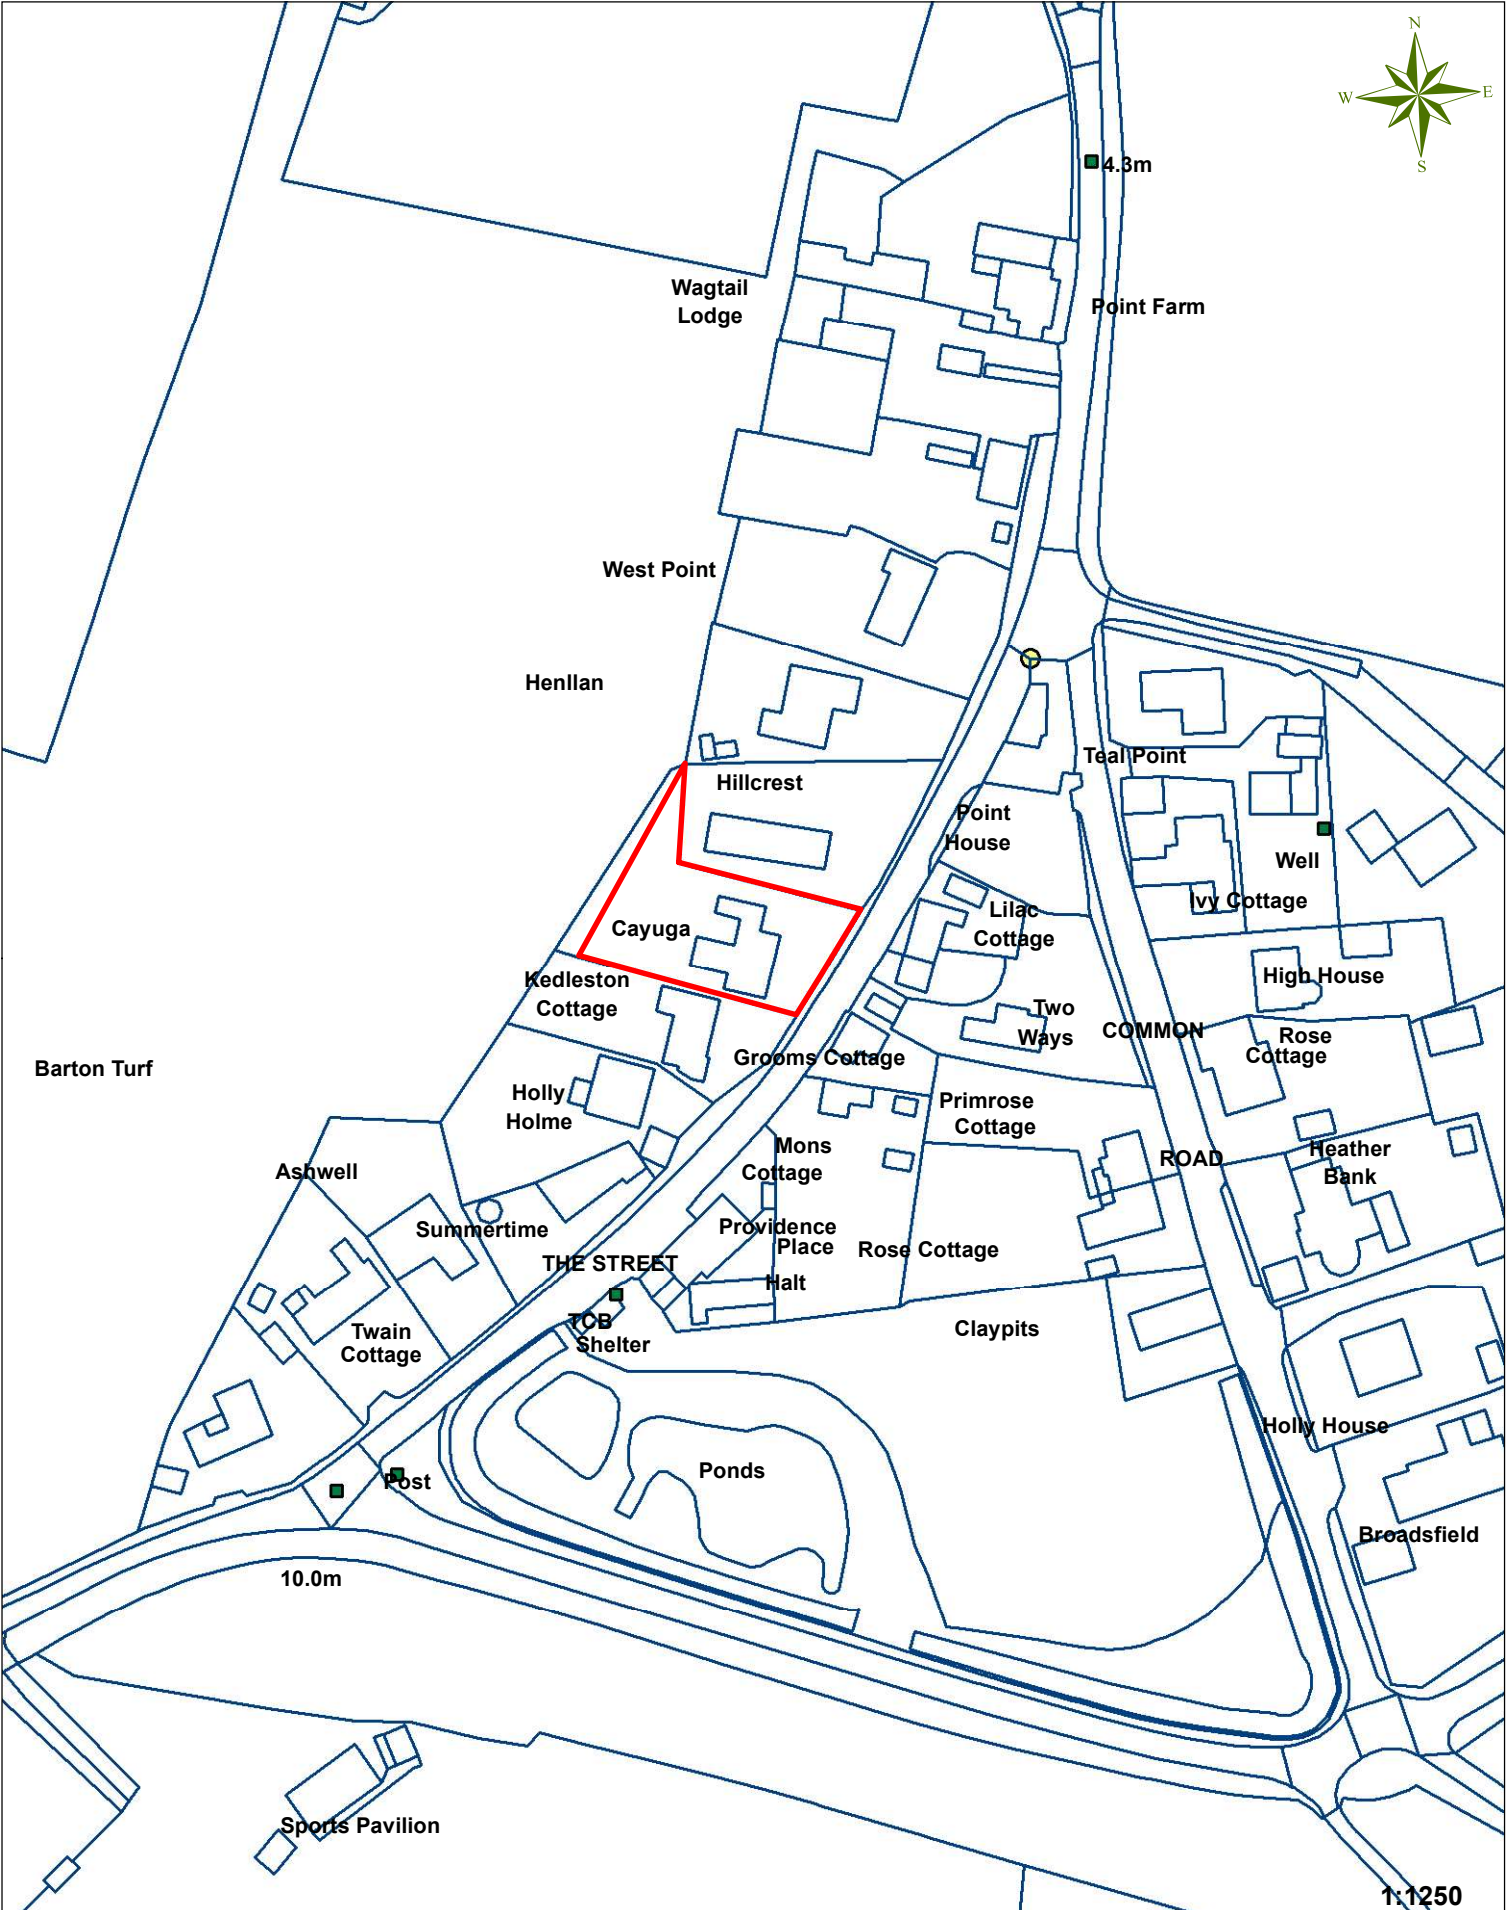 N
W
E
S
4.3m
Wagtail
Lodge
Point Farm
West Point
Henllan
Teal Point
Hillcrest
Point
House
Well
Ivy Cottage
Lilac
Cottage
Cayuga
High House
Kedleston
Cottage
Two
Ways
COMMON
Rose
Cottage
Grooms Cottage
Barton Turf
Holly
Holme
Primrose
Cottage
Mons
Cottage
ROAD
Heather
Bank
Ashwell
Summertime
Providence
Place
Rose Cottage
THE STREET
Halt
TCB
Shelter
Claypits
Twain
Cottage
Holly House
Ponds
Post
Broadsfield
10.0m
Sports Pavilion
1:1250